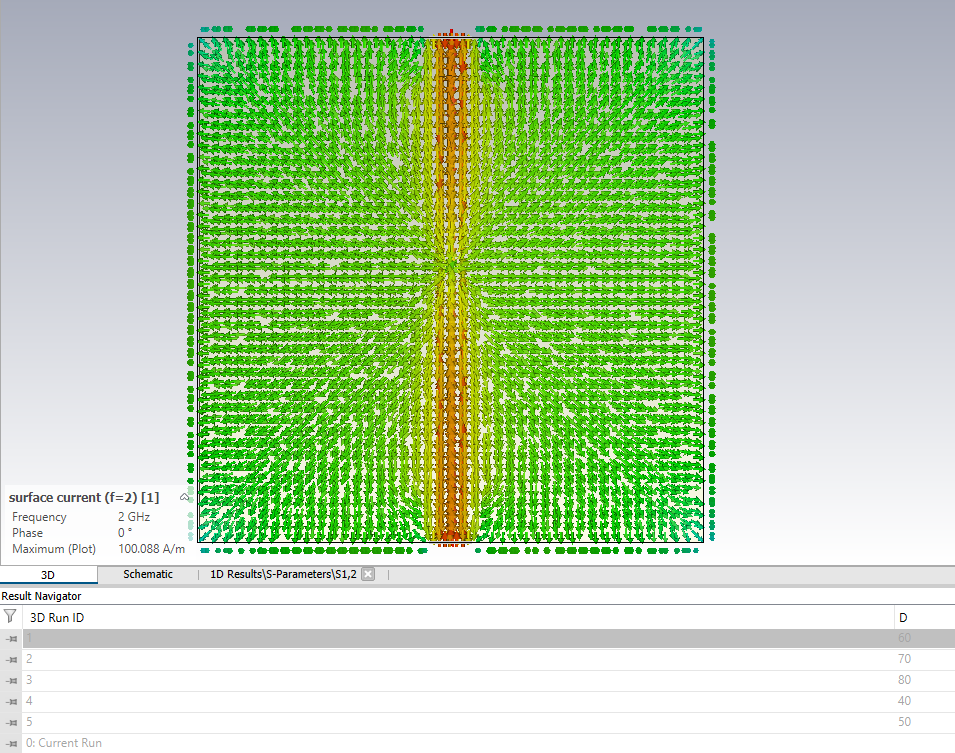 surface current (f=2) [1]
Frequency 2 GHz
Phase 0 °
Maximum (Plot) 100.088 A/m
3D Schematic 1D Results\S-Parameters\S1,2
Result Navigator
3D Run ID D
1 60
2 70
3 80
4 40
5 50
0: Current Run